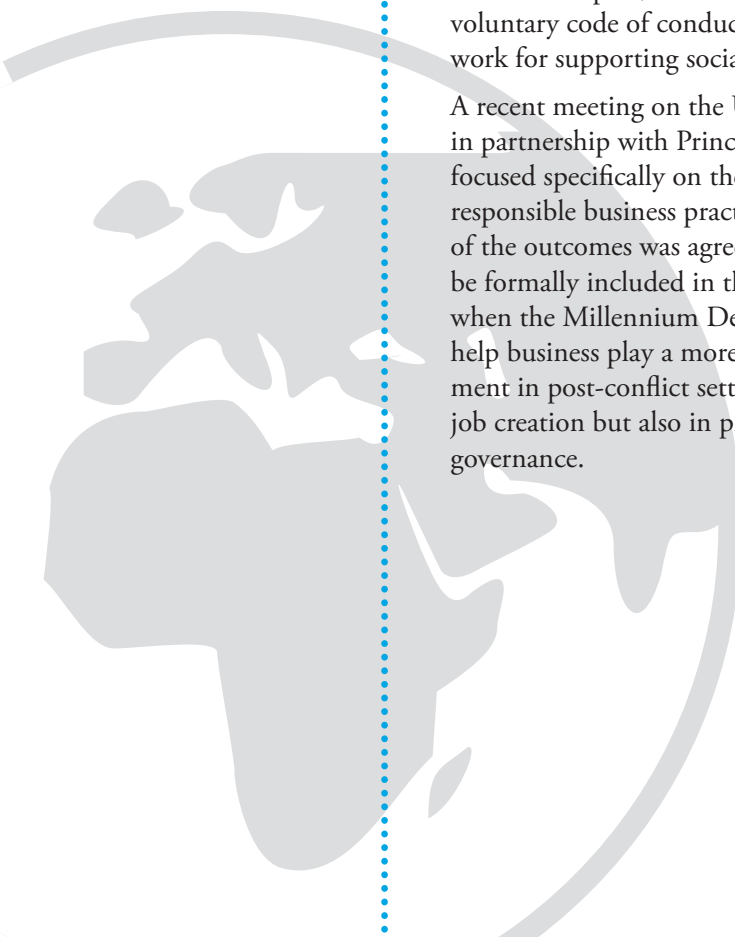 voluntary code of conduc
work for supporting socia
A recent meeting on the U
in partnership with Princ
focused specifically on the
responsible business pract
of the outcomes was agree
be formally included in th
when the Millennium De
help business play a more
ment in post-conflict sett
job creation but also in p
governance.